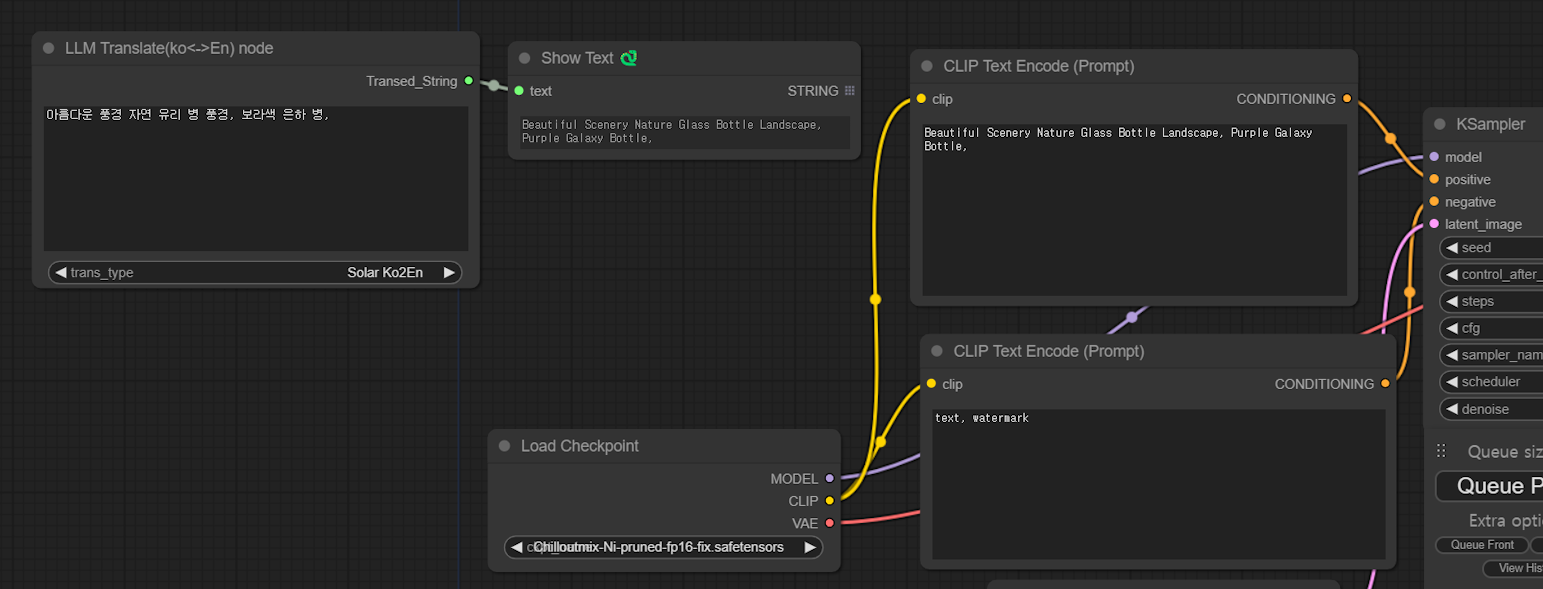 LLM Translate(ko<->En) node
Transed_String
아름다운 풍경 자연 유리 병 풍경, 보라색 은하 병,
trans_type
Solar Ko2En
Show Text
text
STRING
Beautiful Scenery Nature Glass Bottle Landscape,
Purple Galaxy Bottle,
CLIP Text Encode (Prompt)
clip
CONDITIONING
Beautiful Scenery Nature Glass Bottle Landscape, Purple Galaxy
Bottle,
CLIP Text Encode (Prompt)
clip
CONDITIONING
text, watermark
Load Checkpoint
MODEL
CLIP
VAE
Chilloutmix-Ni-pruned-fp16-fix.safetensors
KSampler
model
positive
negative
latent_image
seed
control_after_
steps
cfg
sampler_nam
scheduler
denoise
Queue siz
Queue P
Extra opti
Queue Front
View His